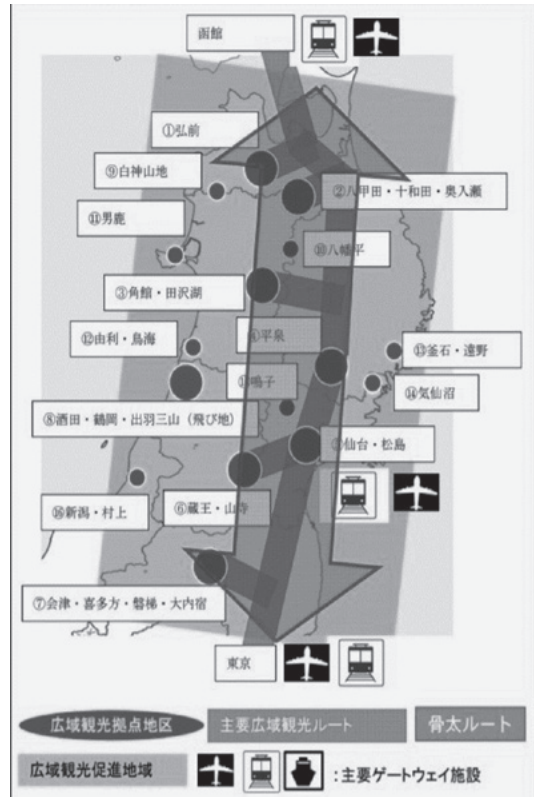 函館
①弘前
⑨白神山地
②八甲田・十和田・奥入瀬
⑪男鹿
⑩八幡平
③角館・田沢湖
④平泉
⑫由利・鳥海
⑬釜石・遠野
鳴子
⑭気仙沼
⑧酒田・鶴岡・出羽三山(飛び地)
⑤仙台・松島
⑯新潟・村上
⑥蔵王・山寺
⑦会津・喜多方・磐梯・大内宿
東京
広域観光拠点地区
主要広域観光ルート
骨太ルート
広域観光促進地域
:主要ゲートウェイ施設